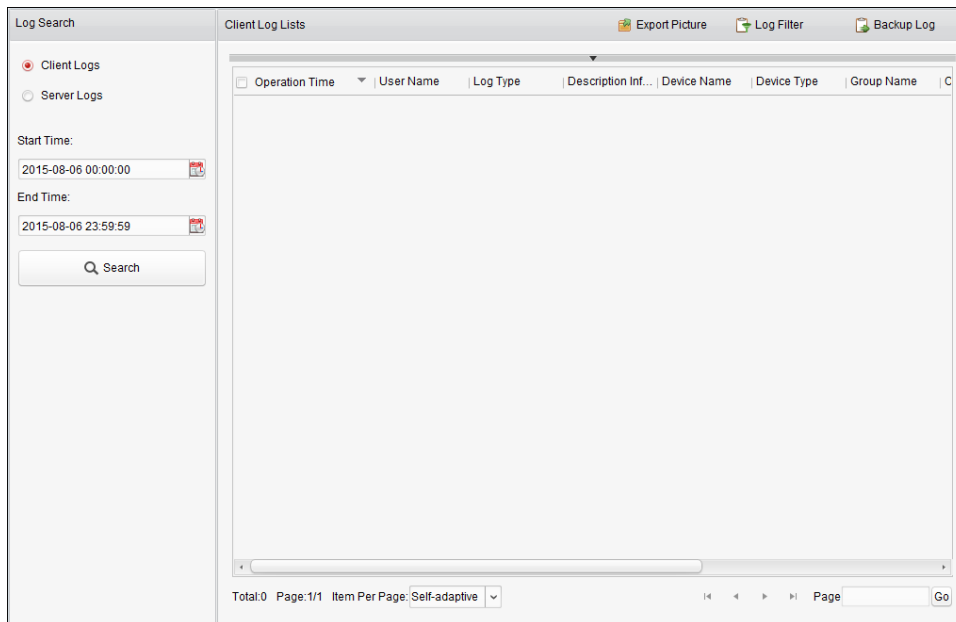 Log Search
Client Logs
Server Logs
Start Time:
2015-08-06 00:00:00
End Time:
2015-08-06 23:59:59
Search
Client Log Lists Export Picture Log Filter Backup Log
Operation Time User Name Log Type Description Inf... Device Name Device Type Group Name C
Total:0 Page:1/1 Item Per Page: Self-adaptive Page Go